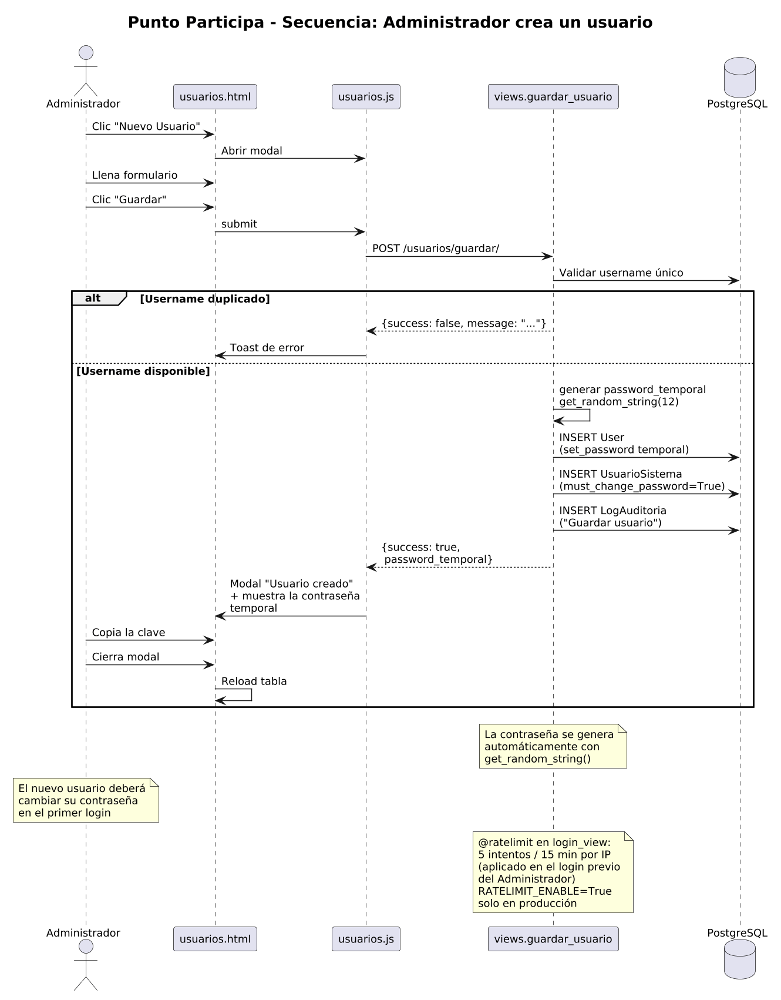 Punto Participa - Secuencia: Administrador crea un usuario
Administrador
usuarios.html
usuarios.js
views.guardar_usuario
PostgreSQL
Clic "Nuevo Usuario"
Abrir modal
Llena formulario
Clic "Guardar"
submit
POST /usuarios/guardar/
Validar username único
alt
[Username duplicado]
{success: false, message: "..."}
Toast de error
[Username disponible]
generar password_temporal
get_random_string(12)
INSERT User
(set_password temporal)
INSERT UsuarioSistema
(must_change_password=True)
INSERT LogAuditoria
("Guardar usuario")
{success: true,
password_temporal}
Modal "Usuario creado"
+ muestra la contraseña
temporal
Copia la clave
Cierra modal
Reload tabla
La contraseña se genera
automáticamente con
get_random_string()
El nuevo usuario deberá
cambiar su contraseña
en el primer login
@ratelimit en login_view:
5 intentos / 15 min por IP
(aplicado en el login previo
del Administrador)
RATELIMIT_ENABLE=True
solo en producción
Administrador
usuarios.html
usuarios.js
views.guardar_usuario
PostgreSQL